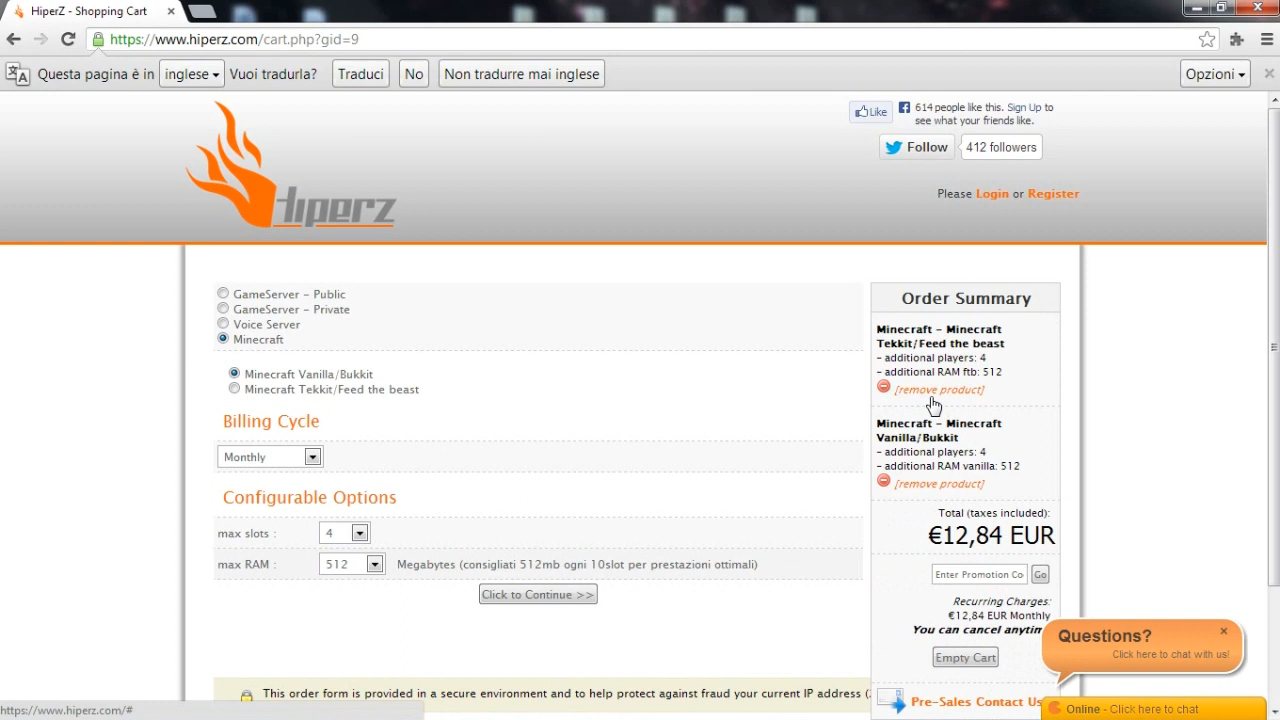 HiperZ - Shopping Cart
https://www.hiperz.com/cart.php?gid=9
Questa pagina è in inglese Vuoi tradurla? Traduci No Non tradurre mai inglese Opzioni
Like 614 people like this. Sign Up to see what your friends like.
Follow 412 followers
Please Login or Register
Hiperz
GameServer - Public
GameServer - Private
Voice Server
Minecraft
Minecraft Vanilla/Bukkit
Minecraft Tekkit/Feed the beast
Billing Cycle
Monthly
Configurable Options
max slots : 4
max RAM : 512 Megabytes (consigliati 512mb ogni 10slot per prestazioni ottimali)
Click to Continue >>
This order form is provided in a secure environment and to help protect against fraud your current IP address (
Order Summary
Minecraft - Minecraft
Tekkit/Feed the beast
- additional players: 4
- additional RAM ftb: 512
[remove product]
Minecraft - Minecraft
Vanilla/Bukkit
- additional players: 4
- additional RAM vanilla: 512
[remove product]
Total (taxes included):
€12,84 EUR
Enter Promotion Co Go
Recurring Charges:
€12,84 EUR Monthly
You can cancel anytim
Empty Cart
Pre-Sales Contact Us
Questions?
Click here to chat with us!
Online - Click here to chat
https://www.hiperz.com/#